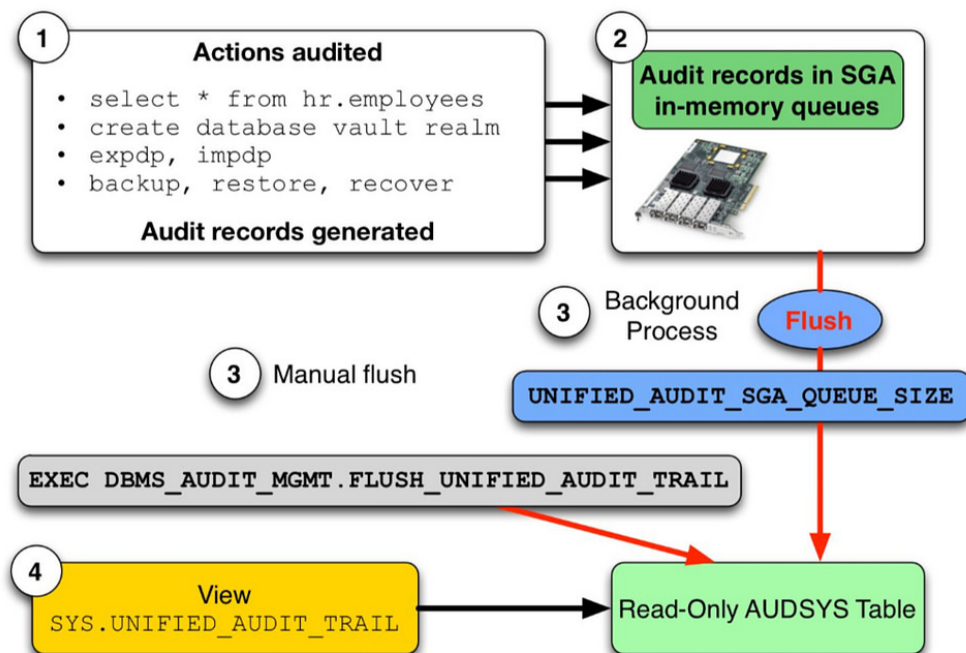 1
Actions audited
• select * from hr.employees
• create database vault realm
• expdp, impdp
• backup, restore, recover
Audit records generated
2
Audit records in SGA
in-memory queues
3
Background
Process
Flush
3
Manual flush
UNIFIED_AUDIT_SGA_QUEUE_SIZE
EXEC DBMS_AUDIT_MGMT.FLUSH_UNIFIED_AUDIT_TRAIL
4
View
SYS.UNIFIED_AUDIT_TRAIL
Read-Only AUDSYS Table